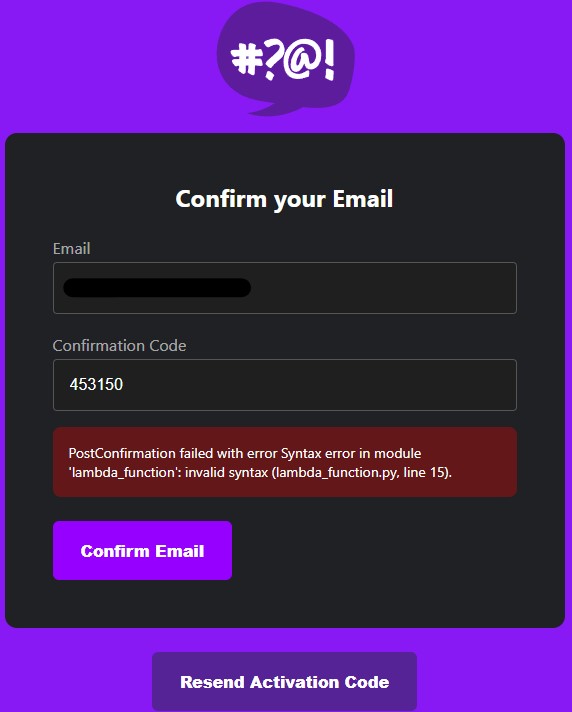 #?@!
Confirm your Email
Email
Confirmation Code
453150
PostConfirmation failed with error Syntax error in module
'lambda_function': invalid syntax (lambda_function.py, line 15).
Confirm Email
Resend Activation Code